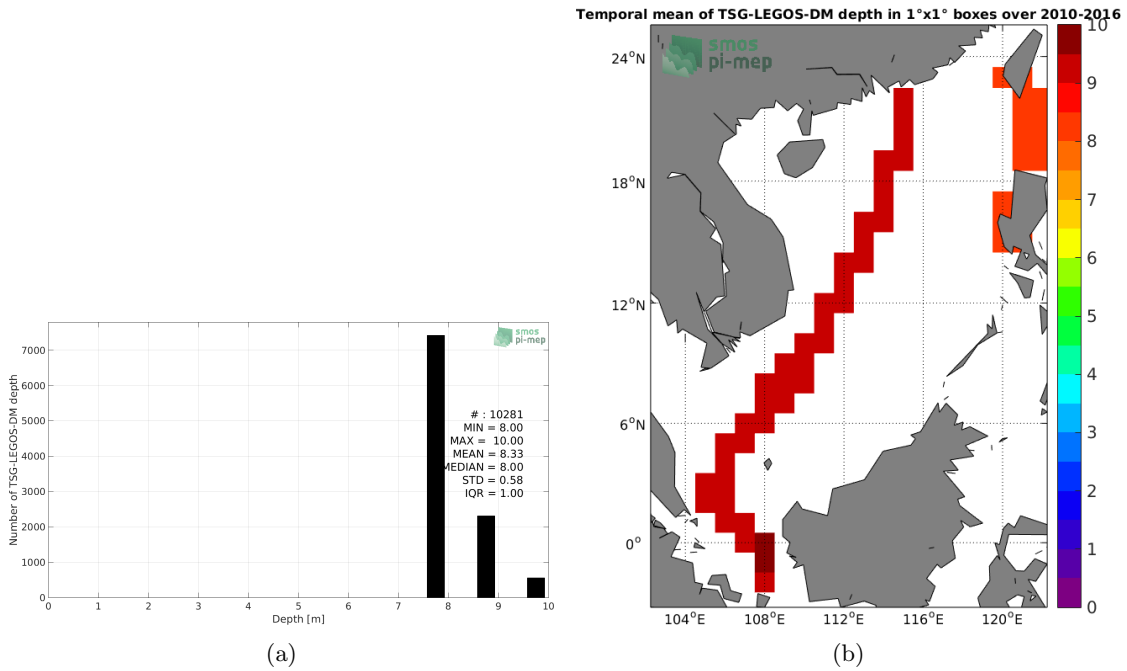 Temporal mean of TSG-LEGOS-DM depth in 1°x1° boxes over 2010-2016
smos
pi-mep
24°N
18°N
12°N
6°N
0°
104°E
108°E
112°E
116°E
120°E
10
9
8
7
6
5
4
3
2
1
0
smos
pi-mep
7000
6000
5000
4000
3000
2000
1000
0
Number of TSG-LEGOS-DM depth
# : 10281
MIN = 8.00
MAX = 10.00
MEAN = 8.33
MEDIAN = 8.00
STD = 0.58
IQR = 1.00
0 1 2 3 4 5 6 7 8 9 10
Depth [m]
(a)
(b)